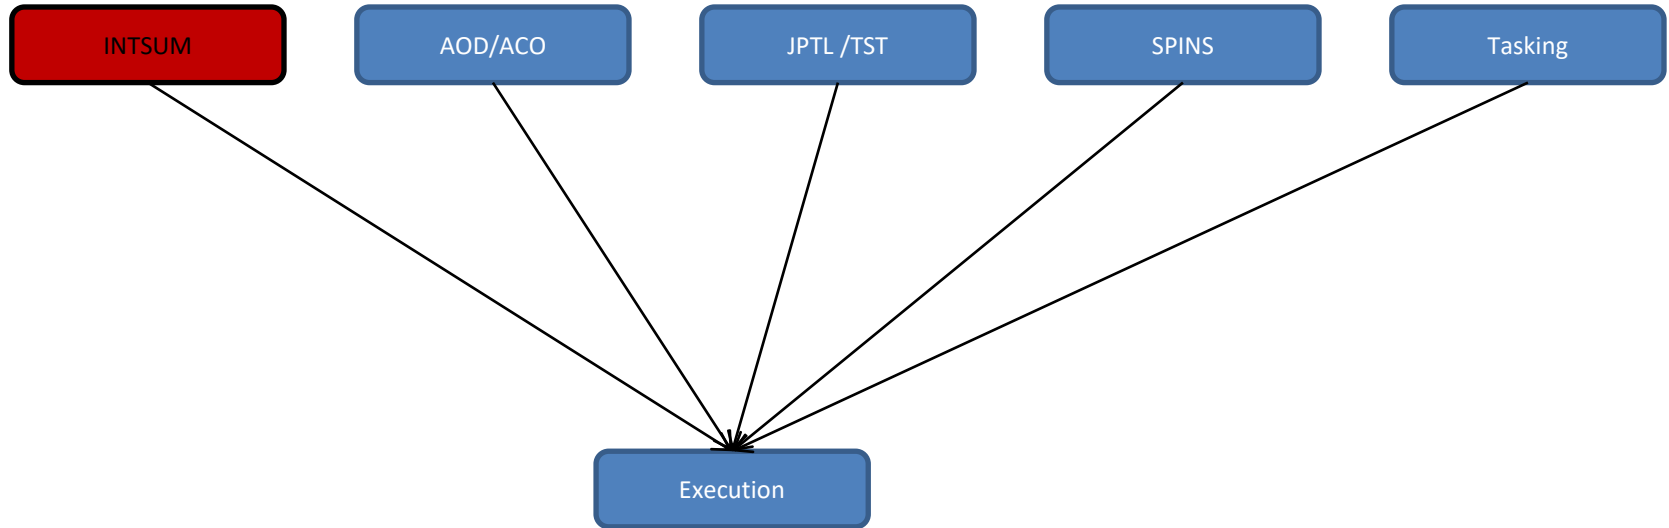 INTSUM
AOD/ACO
JPTL /TST
SPINS
Tasking
Execution